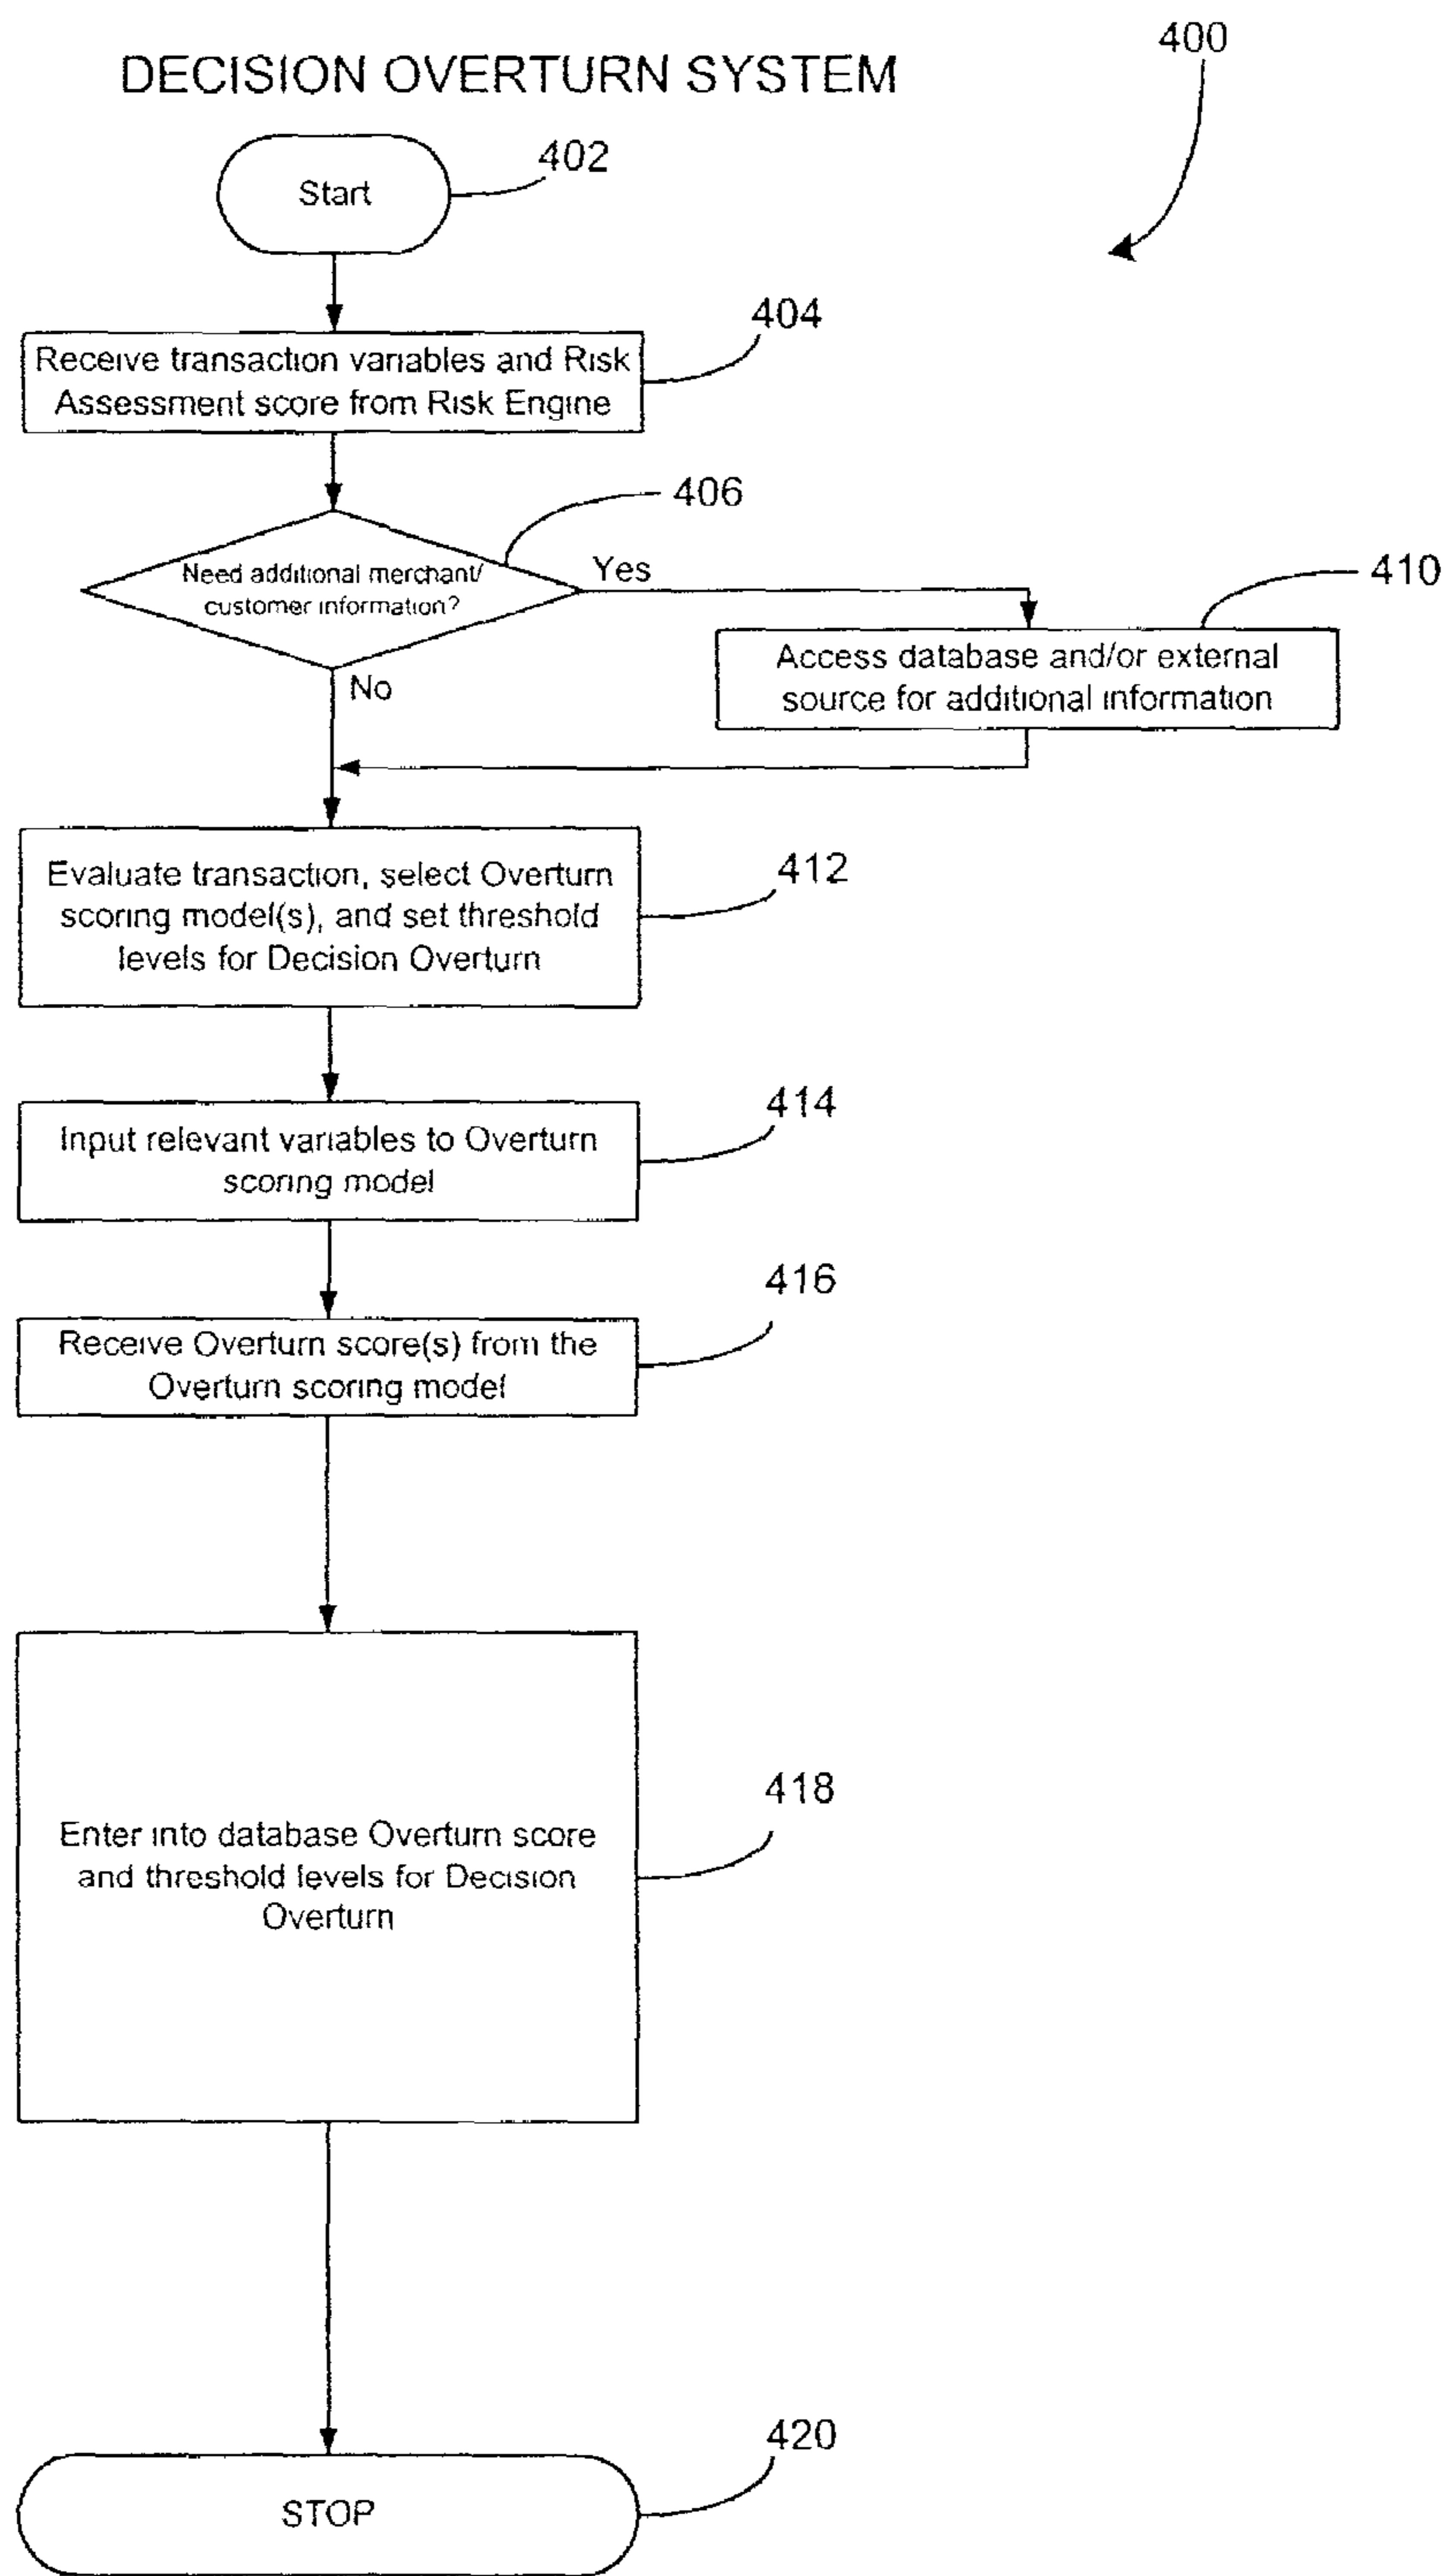 400
DECISION OVERTURN SYSTEM
402
Start
404
Receive transaction variables and Risk
Assessment score from Risk Engine
406
Need additional merchant/
customer information?
Yes
410
Access database and/or external
source for additional information
No
412
Evaluate transaction, select Overturn
scoring model(s), and set threshold
levels for Decision Overturn
414
Input relevant variables to Overturn
scoring model
416
Receive Overturn score(s) from the
Overturn scoring model
418
Enter into database Overturn score
and threshold levels for Decision
Overturn
420
STOP